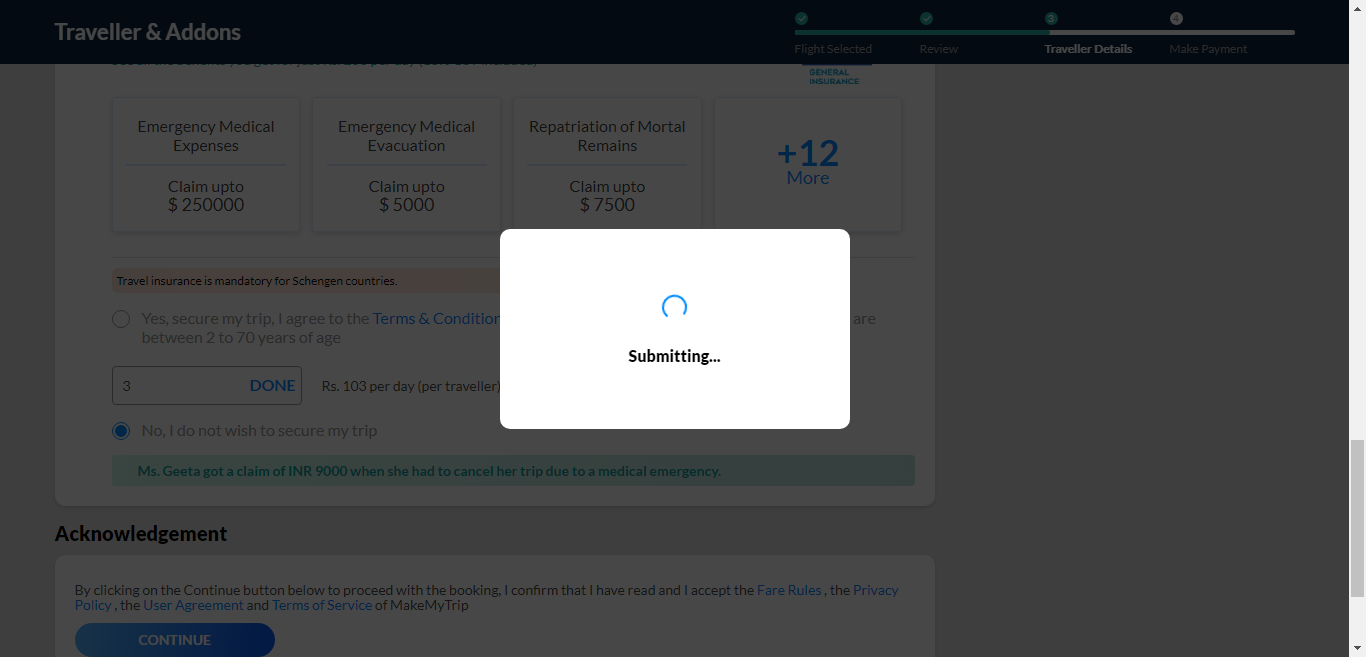 Traveller & Addons
3
4
Flight Selected
Review
Traveller Details
Make Payment
GENERAL
INSURANCE
Emergency Medical
Expenses
Claim upto
$ 250000
Emergency Medical
Evacuation
Claim upto
$ 5000
Repatriation of Mortal
Remains
Claim upto
$ 7500
+12
More
Travel insurance is mandatory for Schengen countries.
Yes, secure my trip, I agree to the Terms & Condition are
between 2 to 70 years of age
3 DONE Rs. 103 per day (per traveller)
Submitting...
No, I do not wish to secure my trip
Ms. Geeta got a claim of INR 9000 when she had to cancel her trip due to a medical emergency.
Acknowledgement
By clicking on the Continue button below to proceed with the booking, I confirm that I have read and I accept the Fare Rules , the Privacy
Policy , the User Agreement and Terms of Service of MakeMyTrip
CONTINUE